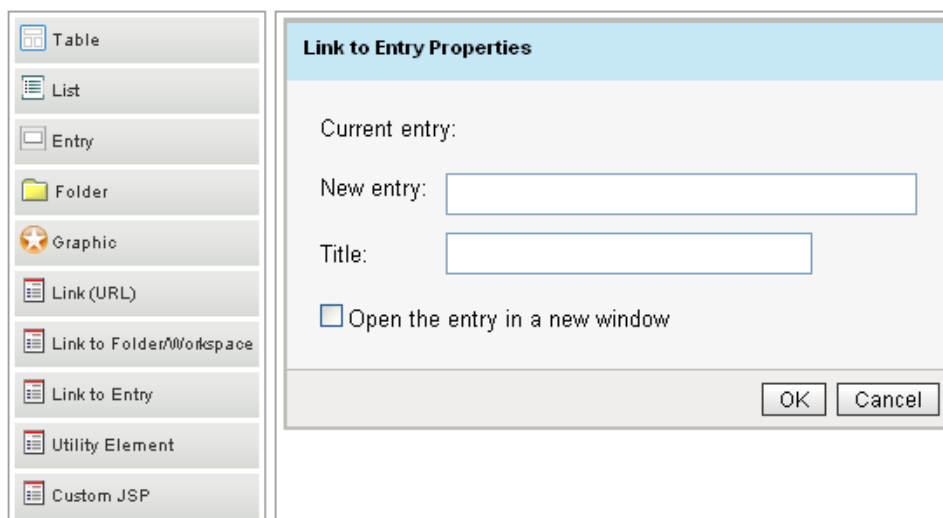 Table
List
Entry
Folder
Graphic
Link (URL)
Link to Folder/Workspace
Link to Entry
Utility Element
Custom JSP
Link to Entry Properties
Current entry:
New entry:
Title:
Open the entry in a new window
OK
Cancel